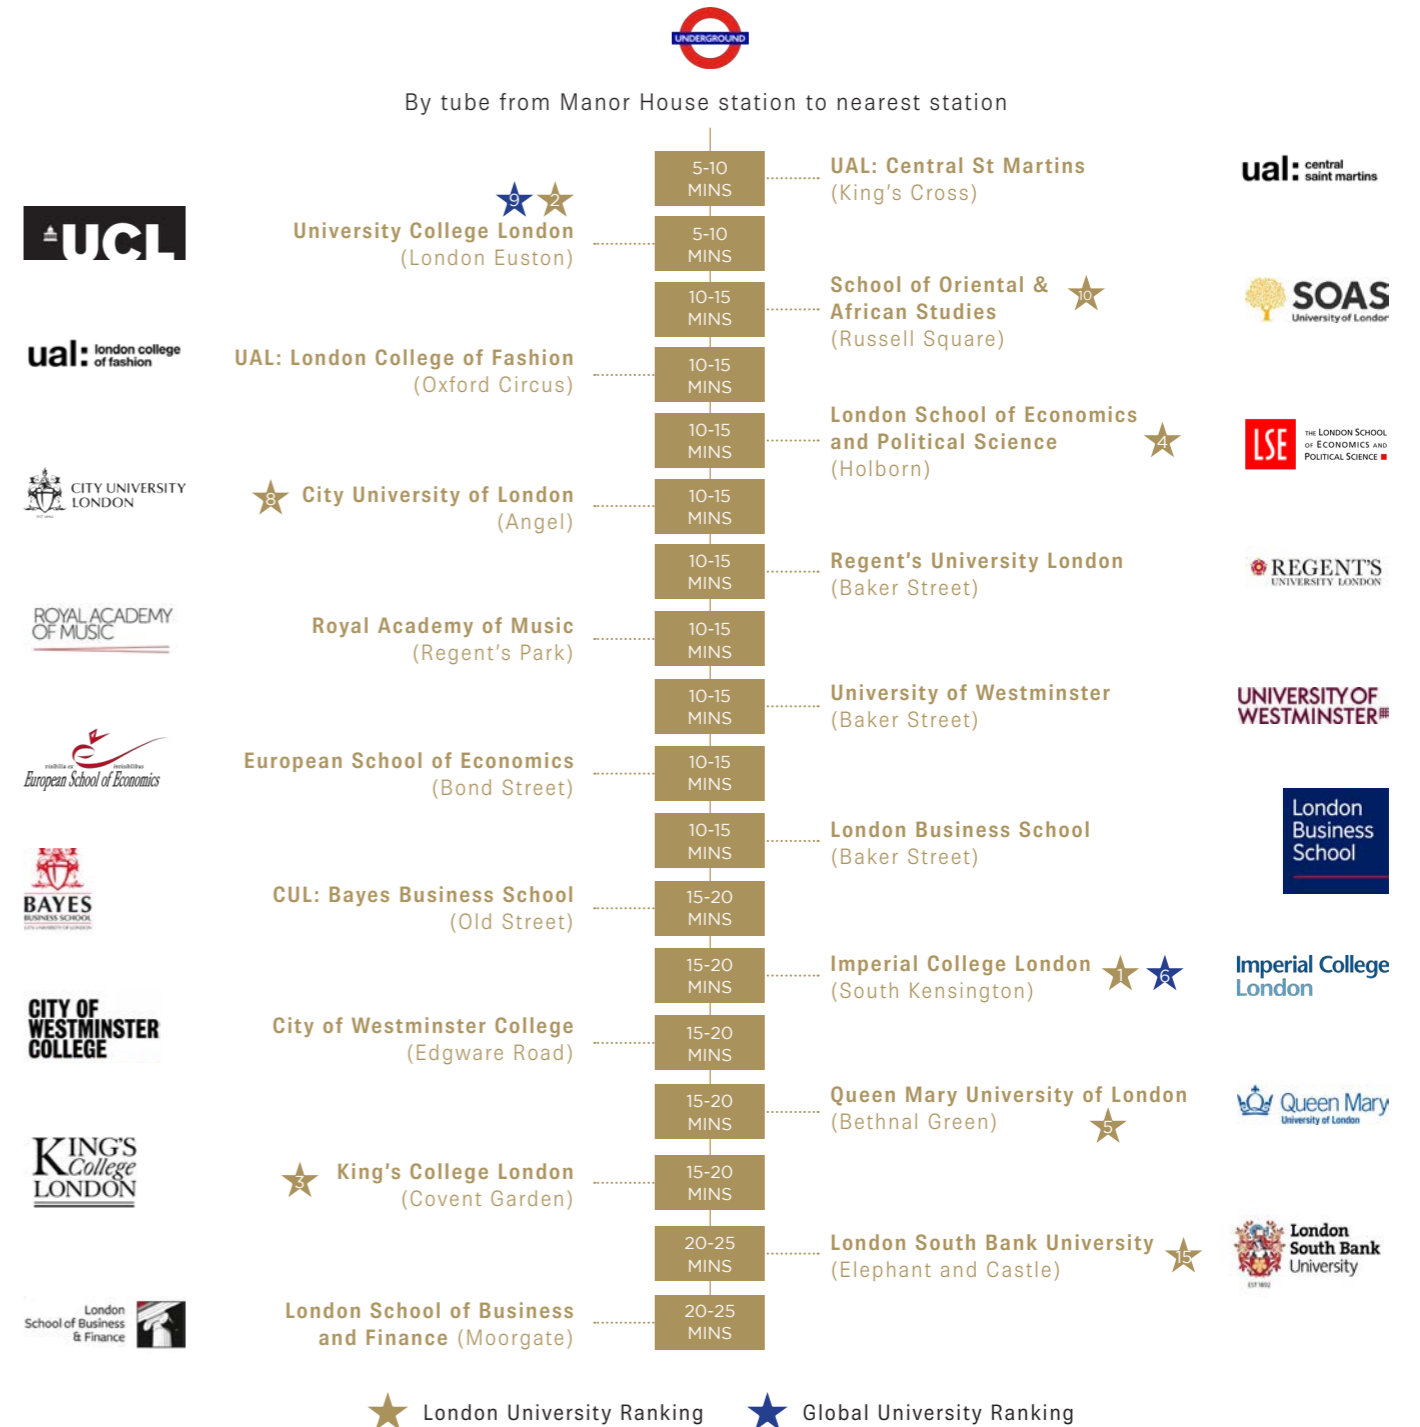 UNDERGROUND
By tube from Manor House station to nearest station
5-10
MINS
UAL: Central St Martins
(King's Cross)
ual: central
saint martins
UCL
9
2
University College London
(London Euston)
5-10
MINS
10-15
MINS
School of Oriental &
African Studies
(Russell Square)
10
SOAS
University of London
ual: london college
of fashion
UAL: London College of Fashion
(Oxford Circus)
10-15
MINS
10-15
MINS
London School of Economics
and Political Science
(Holborn)
4
LSE
THE LONDON SCHOOL
OF ECONOMICS AND
POLITICAL SCIENCE
CITY UNIVERSITY
LONDON
8
City University of London
(Angel)
10-15
MINS
10-15
MINS
Regent's University London
(Baker Street)
REGENT'S
UNIVERSITY LONDON
ROYAL ACADEMY
OF MUSIC
Royal Academy of Music
(Regent's Park)
10-15
MINS
10-15
MINS
University of Westminster
(Baker Street)
UNIVERSITY OF
WESTMINSTER
European School of Economics
European School of Economics
(Bond Street)
10-15
MINS
10-15
MINS
London Business School
(Baker Street)
London
Business
School
BAYES
BUSINESS SCHOOL
CITY UNIVERSITY OF LONDON
CUL: Bayes Business School
(Old Street)
15-20
MINS
15-20
MINS
Imperial College London
(South Kensington)
1
6
Imperial College
London
CITY OF
WESTMINSTER
COLLEGE
City of Westminster College
(Edgware Road)
15-20
MINS
15-20
MINS
Queen Mary University of London
(Bethnal Green)
5
Queen Mary
University of London
KING'S
College
LONDON
3
King's College London
(Covent Garden)
15-20
MINS
20-25
MINS
London South Bank University
(Elephant and Castle)
15
London
South Bank
University
EST 1892
London
School of Business
& Finance
London School of Business
and Finance (Moorgate)
20-25
MINS
London University Ranking
Global University Ranking